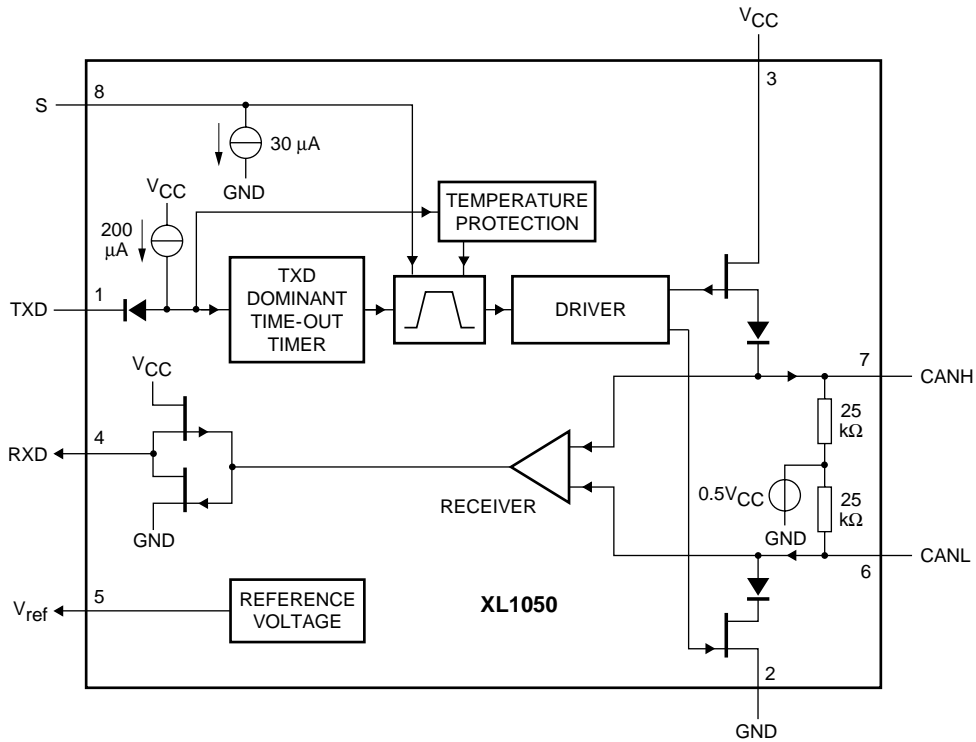 VCC
3
8
S
30 μA
GND
VCC
200
μA
TEMPERATURE
PROTECTION
1
TXD
TXD
DOMINANT
TIME-OUT
TIMER
DRIVER
7
CANH
VCC
25
kΩ
4
RXD
RECEIVER
0.5VCC
25
kΩ
GND
GND
CANL
6
5
Vref
REFERENCE
VOLTAGE
XL1050
2
GND